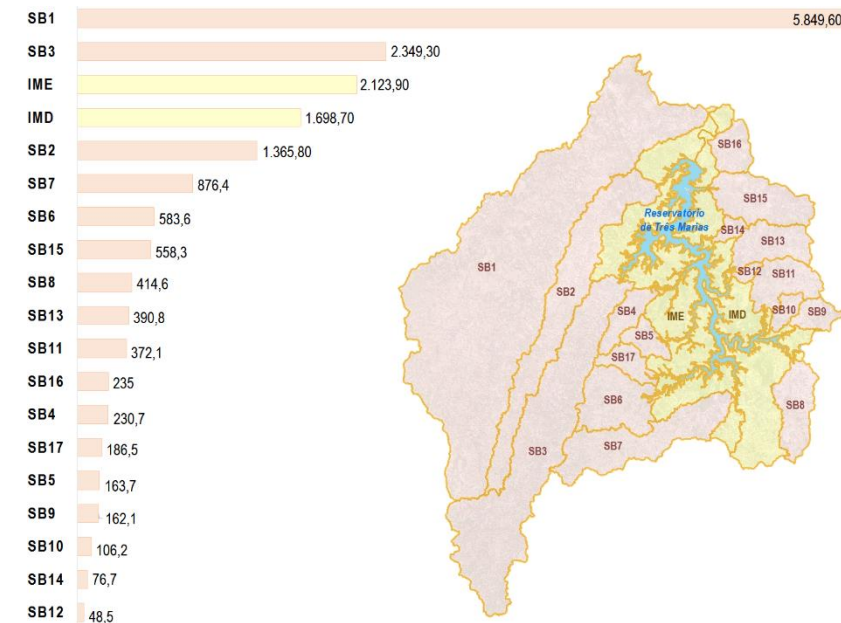 SB1 5.849,60
SB3 2.349,30
IME 2.123,90
IMD 1.698,70
SB2 1.365,80
SB7 876,4
SB6 583,6
SB15 558,3
SB8 414,6
SB13 390,8
SB11 372,1
SB16 235
SB4 230,7
SB17 186,5
SB5 163,7
SB9 162,1
SB10 106,2
SB14 76,7
SB12 48,5
SB16
SB15
Reservatório
de Três Marias
SB14
SB13
SB1
SB12
SB11
SB2
SB4
IME
IMD
SB10
SB9
SB5
SB17
SB6
SB8
SB7
SB3